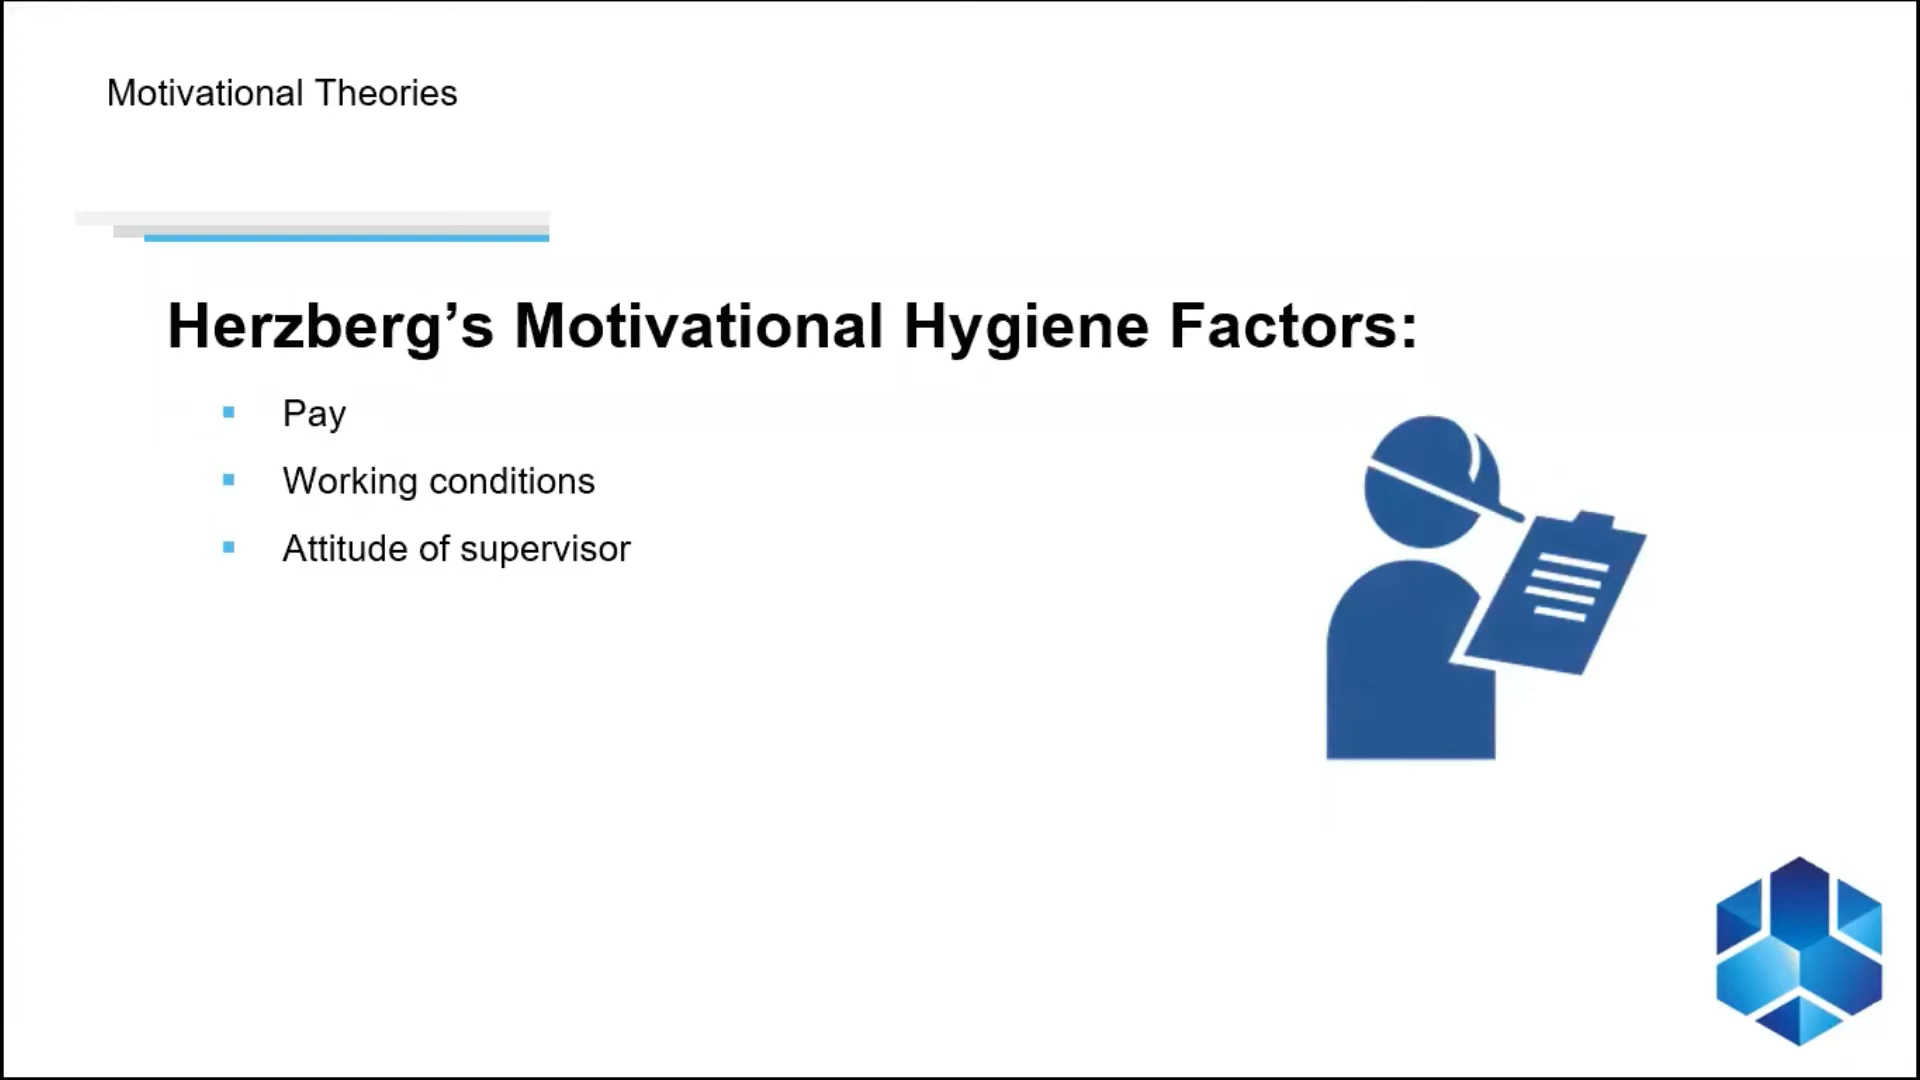 Motivational Theories
Herzberg’s Motivational Hygiene Factors:
Pay
Working conditions
Attitude of supervisor